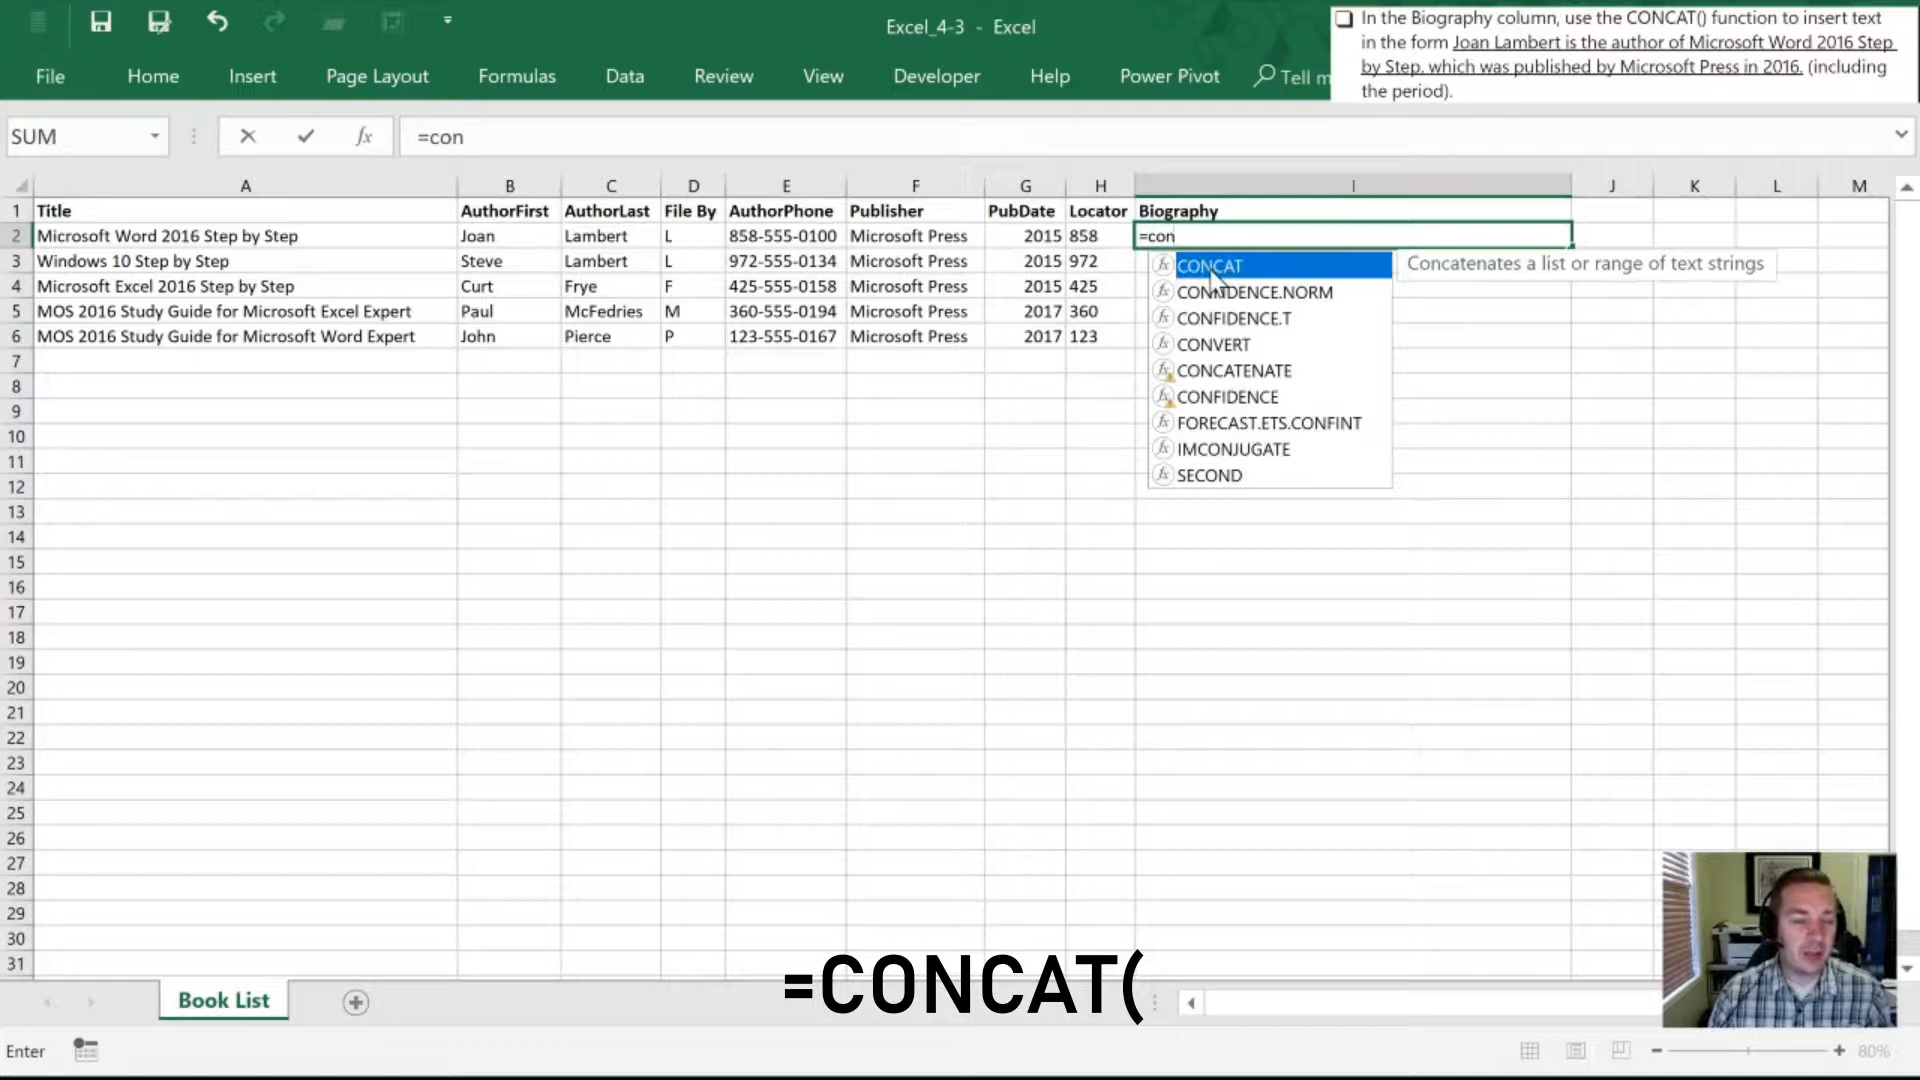 Excel_4-3 - Excel
In the Biography column, use the CONCAT() function to insert text
in the form Joan Lambert is the author of Microsoft Word 2016 Step
by Step, which was published by Microsoft Press in 2016. (including
the period).
File Home Insert Page Layout Formulas Data Review View Developer Help Power Pivot Tell m
SUM fx =con
A B C D E F G H I J K L M
1 Title AuthorFirst AuthorLast File By AuthorPhone Publisher PubDate Locator Biography
2 Microsoft Word 2016 Step by Step Joan Lambert L 858-555-0100 Microsoft Press 2015 858 =con
3 Windows 10 Step by Step Steve Lambert L 972-555-0134 Microsoft Press 2015 972
4 Microsoft Excel 2016 Step by Step Curt Frye F 425-555-0158 Microsoft Press 2015 425
5 MOS 2016 Study Guide for Microsoft Excel Expert Paul McFedries M 360-555-0194 Microsoft Press 2017 360
6 MOS 2016 Study Guide for Microsoft Word Expert John Pierce P 123-555-0167 Microsoft Press 2017 123
fx CONCAT Concatenates a list or range of text strings
fx CONFIDENCE.NORM
fx CONFIDENCE.T
fx CONVERT
fx CONCATENATE
fx CONFIDENCE
fx FORECAST.ETS.CONFINT
fx IMCONJUGATE
fx SECOND
7
8
9
10
11
12
13
14
15
16
17
18
19
20
21
22
23
24
25
26
27
28
29
30
31
=CONCAT(
Book List
Enter 80%